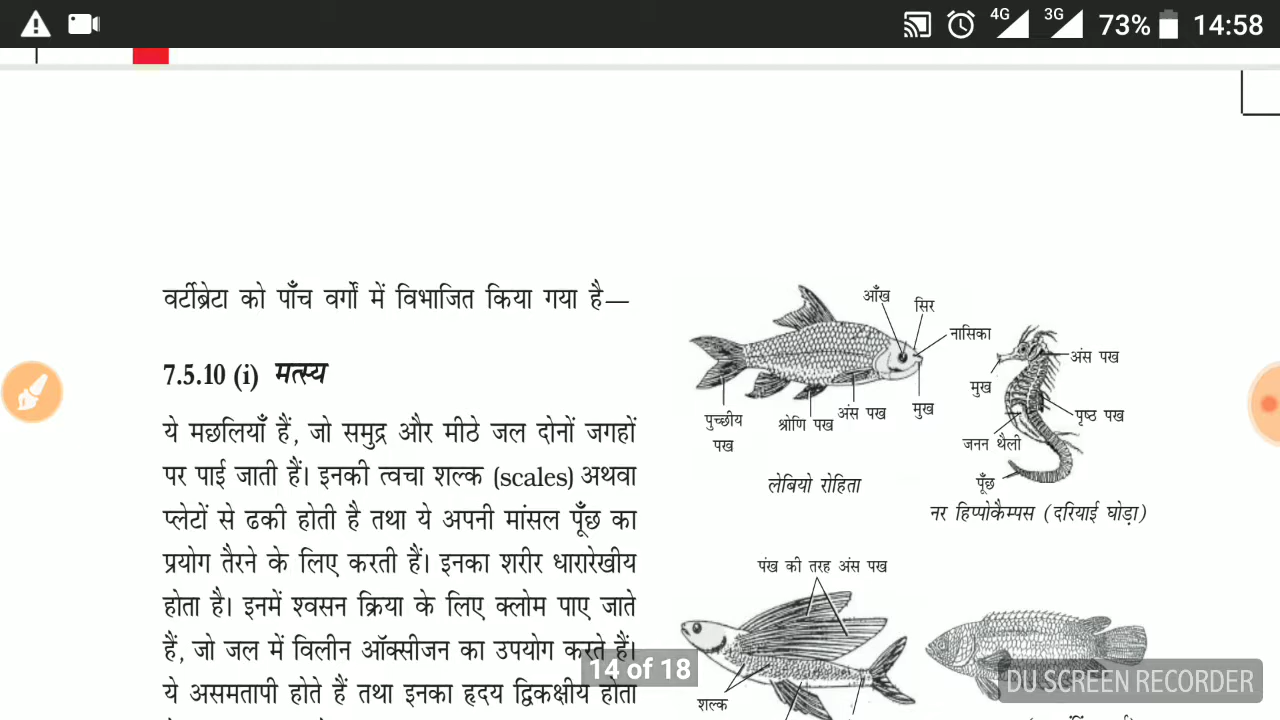 4G 3G 73% 14:58
वर्टीब्रेटा को पाँच वर्गों में विभाजित किया गया है—
7.5.10 (i) मत्स्य
ये मछलियाँ हैं, जो समुद्र और मीठे जल दोनों जगहों
पर पाई जाती हैं। इनकी त्वचा शल्क (scales) अथवा
प्लेटों से ढकी होती है तथा ये अपनी मांसल पूँछ का
प्रयोग तैरने के लिए करती हैं। इनका शरीर धारारेखीय
होता है। इनमें श्वसन क्रिया के लिए क्लोम पाए जाते
हैं, जो जल में विलीन ऑक्सीजन का उपयोग करते हैं।
ये असमतापी होते हैं तथा इनका हृदय द्विकक्षीय होता
आँख
सिर
नासिका
मुख
अंस पख
श्रोणि पख
पुच्छीय
पख
लेबियो रोहिता
अंस पख
मुख
पृष्ठ पख
जनन थैली
पूँछ
नर हिप्पोकैम्पस (दरियाई घोड़ा)
पंख की तरह अंस पख
शल्क
14 of 18
DU SCREEN RECORDER